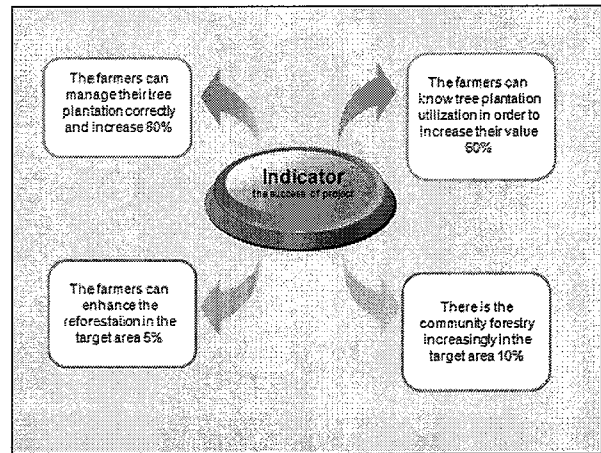 The farmers can
manage their tree
plantation correctly
and increase 60%
The farmers can
know tree plantation
utilization in order to
increase their value
60%
Indicator
the success of project
The farmers can
enhance the
reforestation in the
target area 5%
There is the
community forestry
increasingly in the
target area 10%